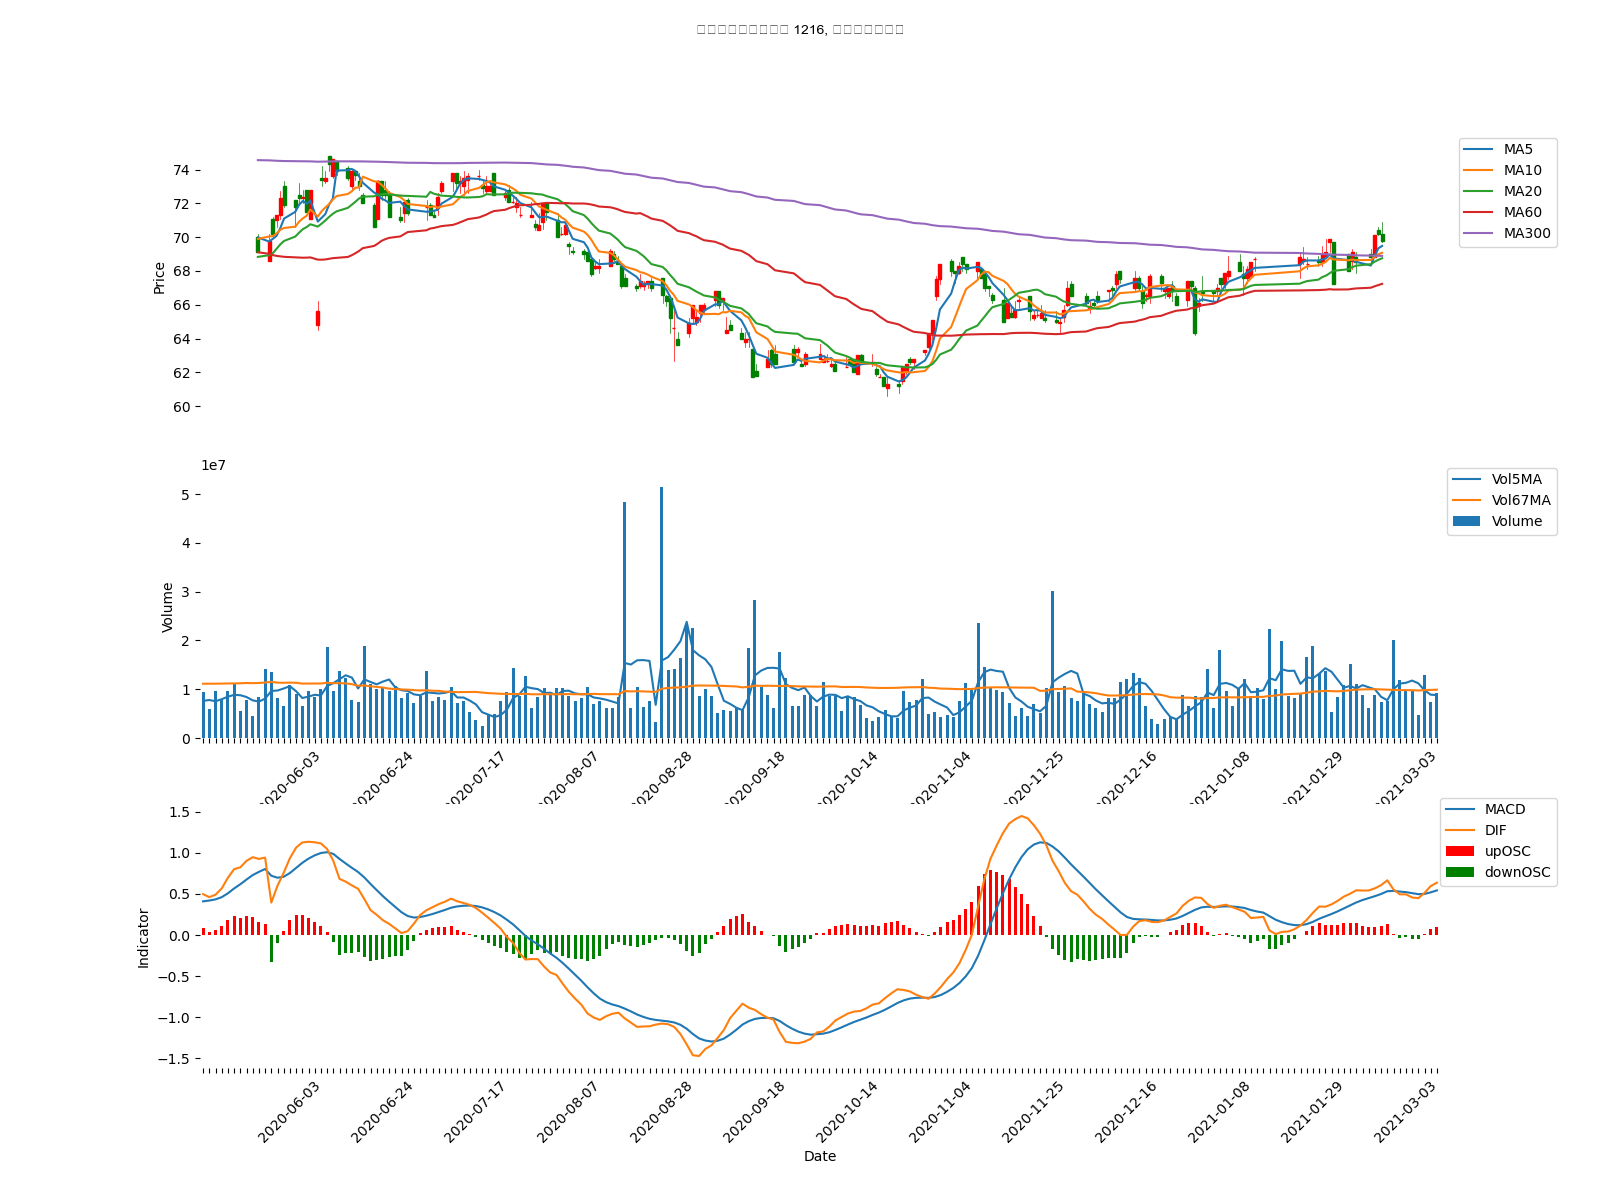 1216,
MA5
MA10
MA20
MA60
MA300
Price
74
72
70
68
66
64
62
60
1e7
Vol5MA
Vol67MA
Volume
Volume
5
4
3
2
1
0
2020-06-03 2020-06-24 2020-07-17 2020-08-07 2020-08-28 2020-09-18 2020-10-14 2020-11-04 2020-11-25 2020-12-16 2021-01-08 2021-01-29 2021-03-03
MACD
DIF
upOSC
downOSC
Indicator
1.5
1.0
0.5
0.0
−0.5
−1.0
−1.5
2020-06-03 2020-06-24 2020-07-17 2020-08-07 2020-08-28 2020-09-18 2020-10-14 2020-11-04 2020-11-25 2020-12-16 2021-01-08 2021-01-29 2021-03-03
Date